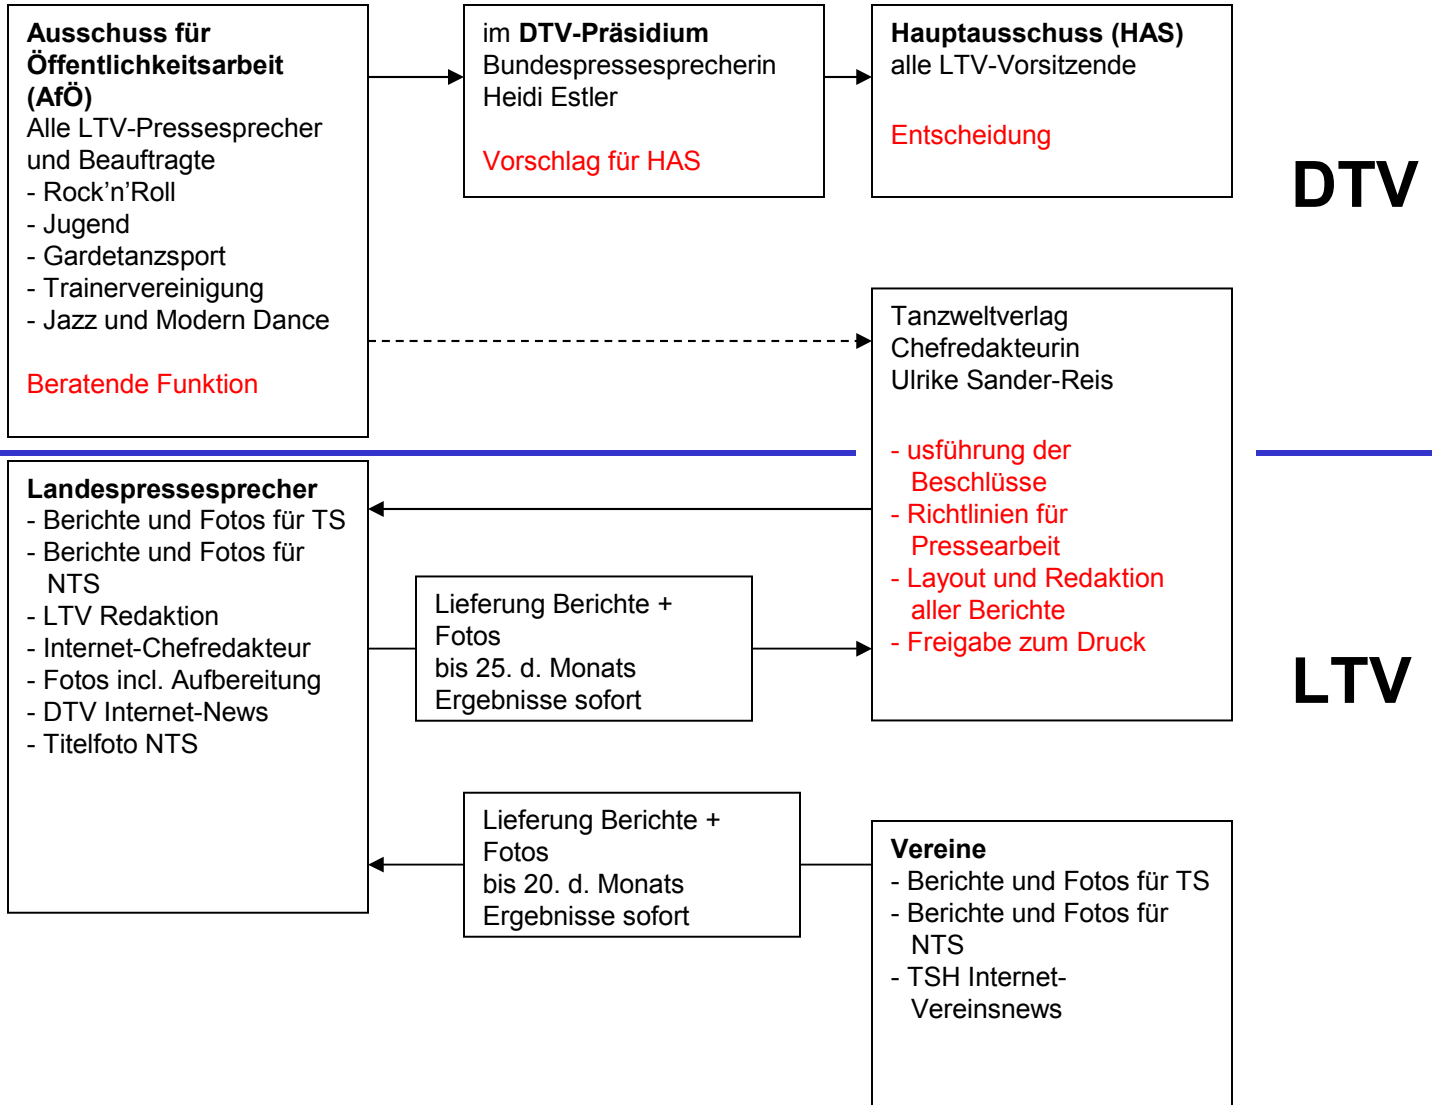 Ausschuss für
Öffentlichkeitsarbeit
(AfÖ)
Alle LTV-Pressesprecher
und Beauftragte
- Rock’n’Roll
- Jugend
- Gardetanzsport
- Trainervereinigung
- Jazz und Modern Dance
Beratende Funktion
im DTV-Präsidium
Bundespressesprecherin
Heidi Estler
Vorschlag für HAS
Hauptausschuss (HAS)
alle LTV-Vorsitzende
Entscheidung
DTV
Tanzweltverlag
Chefredakteurin
Ulrike Sander-Reis
- usführung der
Beschlüsse
- Richtlinien für
Pressearbeit
- Layout und Redaktion
aller Berichte
- Freigabe zum Druck
Landespressesprecher
- Berichte und Fotos für TS
- Berichte und Fotos für
NTS
- LTV Redaktion
- Internet-Chefredakteur
- Fotos incl. Aufbereitung
- DTV Internet-News
- Titelfoto NTS
Lieferung Berichte +
Fotos
bis 25. d. Monats
Ergebnisse sofort
LTV
Lieferung Berichte +
Fotos
bis 20. d. Monats
Ergebnisse sofort
Vereine
- Berichte und Fotos für TS
- Berichte und Fotos für
NTS
- TSH Internet-
Vereinsnews